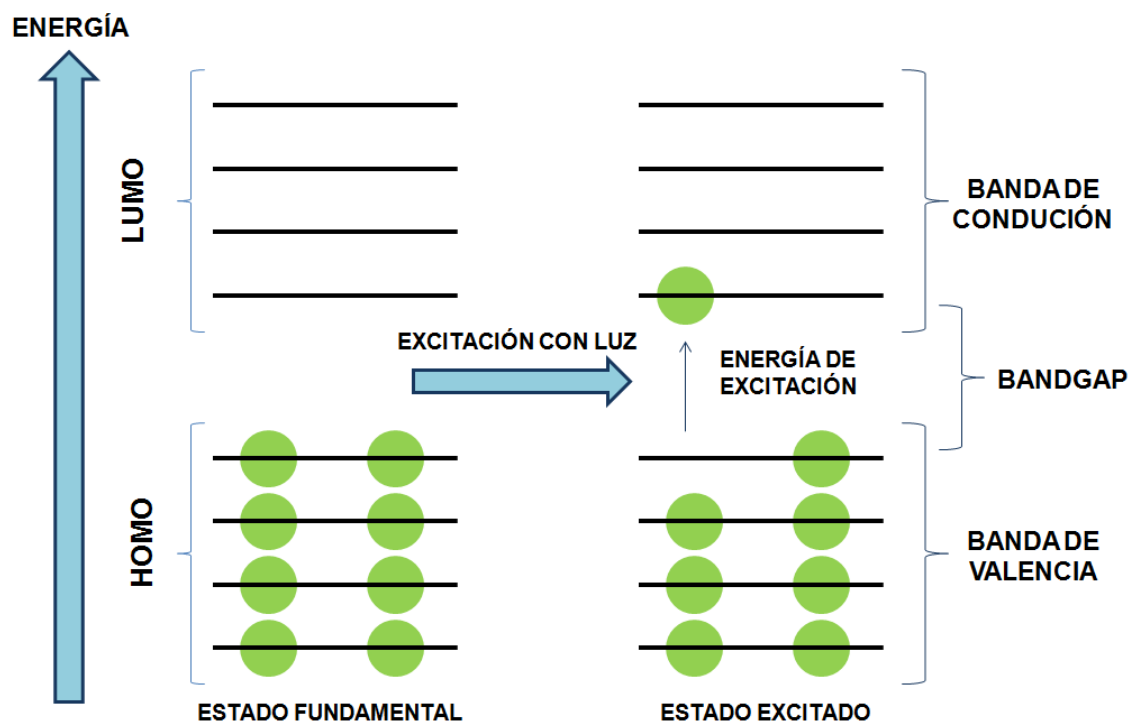 ENERGÍA
LUMO
BANDA DE
CONDUCIÓN
EXCITACIÓN CON LUZ
ENERGÍA DE
EXCITACIÓN
BANDGAP
HOMO
BANDA DE
VALENCIA
ESTADO FUNDAMENTAL
ESTADO EXCITADO